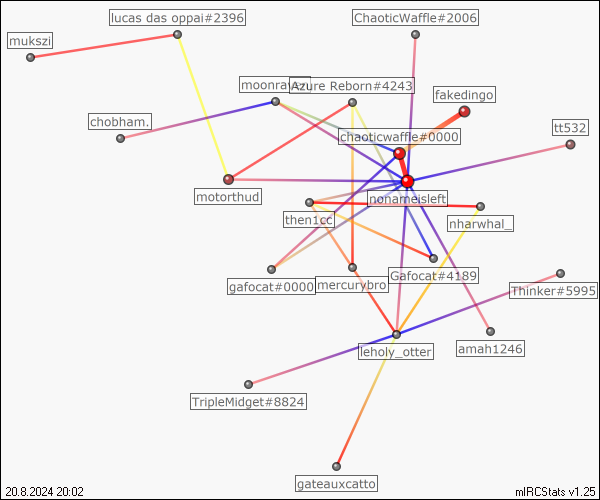 lucas das oppai#2396
ChaoticWaffle#2006
mukszi
Azure Reborn#4243
fakedingo
chobham.
chaoticwaffle#0000
tt532
motorthud
nonameisleft
then1cc
nharwhal_
gafocat#0000
mercurybro
Gafocat#4189
Thinker#5995
leholy_otter
amah1246
TripleMidget#8824
gateauxcatto
20.8.2024 20:02
mIRCStats v1.25